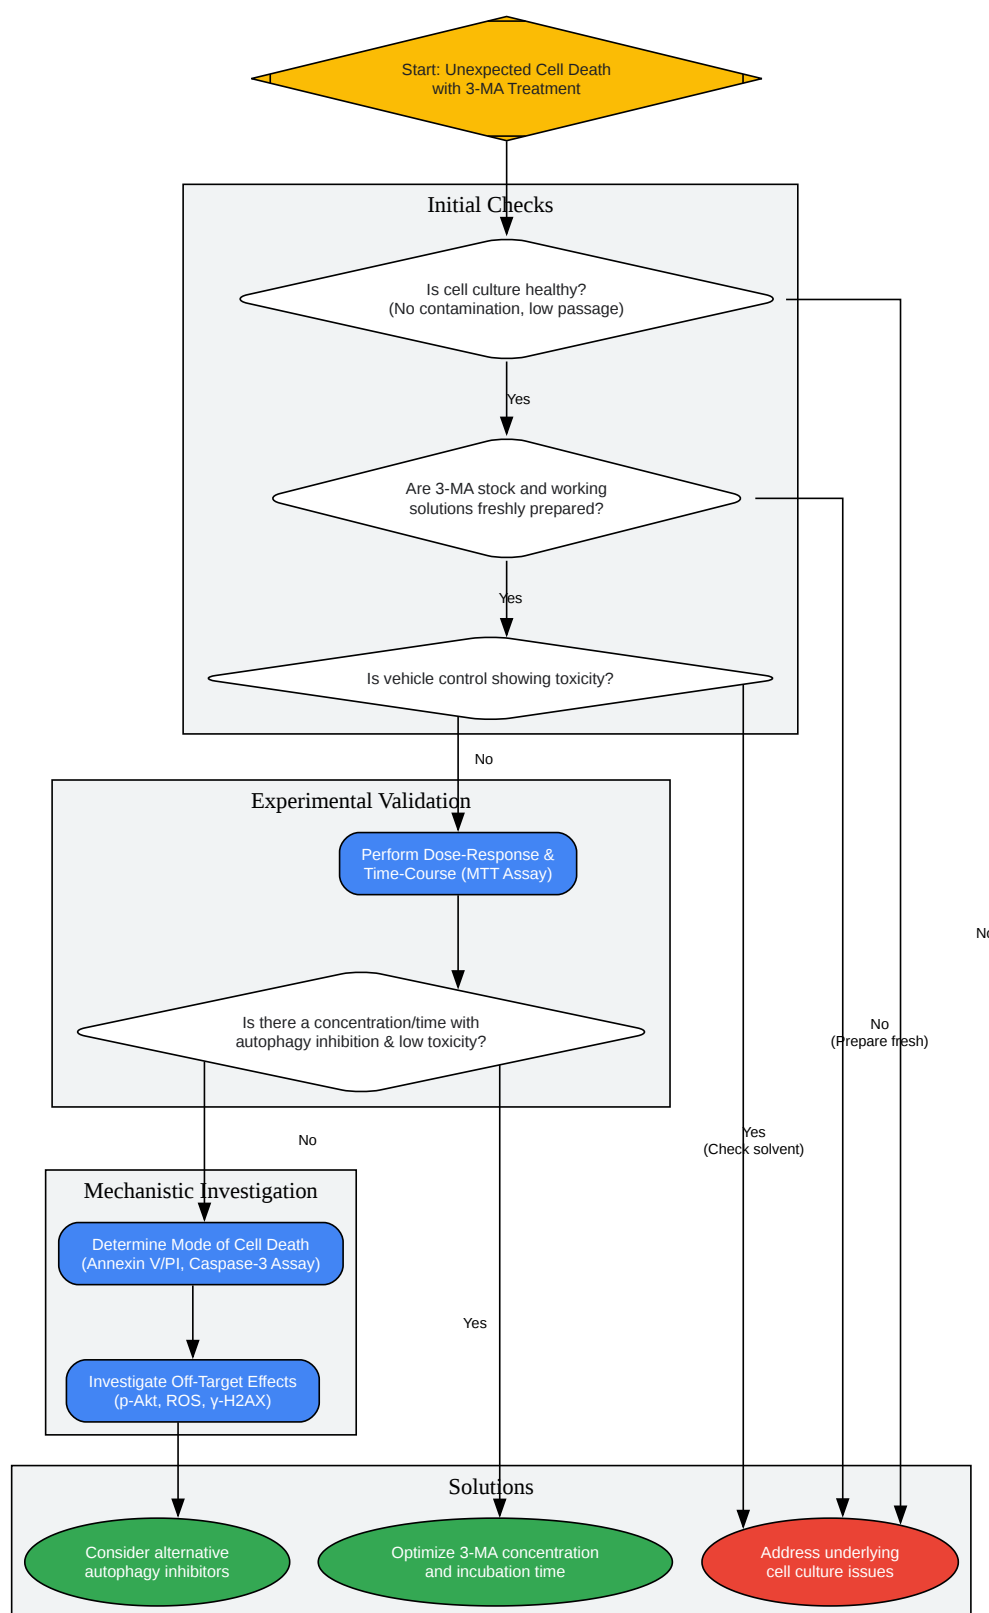 Start: Unexpected Cell Death
with 3-MA Treatment
Initial Checks
Is cell culture healthy?
(No contamination, low passage)
Yes
Are 3-MA stock and working
solutions freshly prepared?
Yes
Is vehicle control showing toxicity?
No
Experimental Validation
Perform Dose-Response &
Time-Course (MTT Assay)
No
Is there a concentration/time with
autophagy inhibition & low toxicity?
No
(Prepare fresh)
Yes
(Check solvent)
No
Mechanistic Investigation
Determine Mode of Cell Death
(Annexin V/PI, Caspase-3 Assay)
Yes
Investigate Off-Target Effects
(p-Akt, ROS, γ-H2AX)
Solutions
Consider alternative
autophagy inhibitors
Optimize 3-MA concentration
and incubation time
Address underlying
cell culture issues